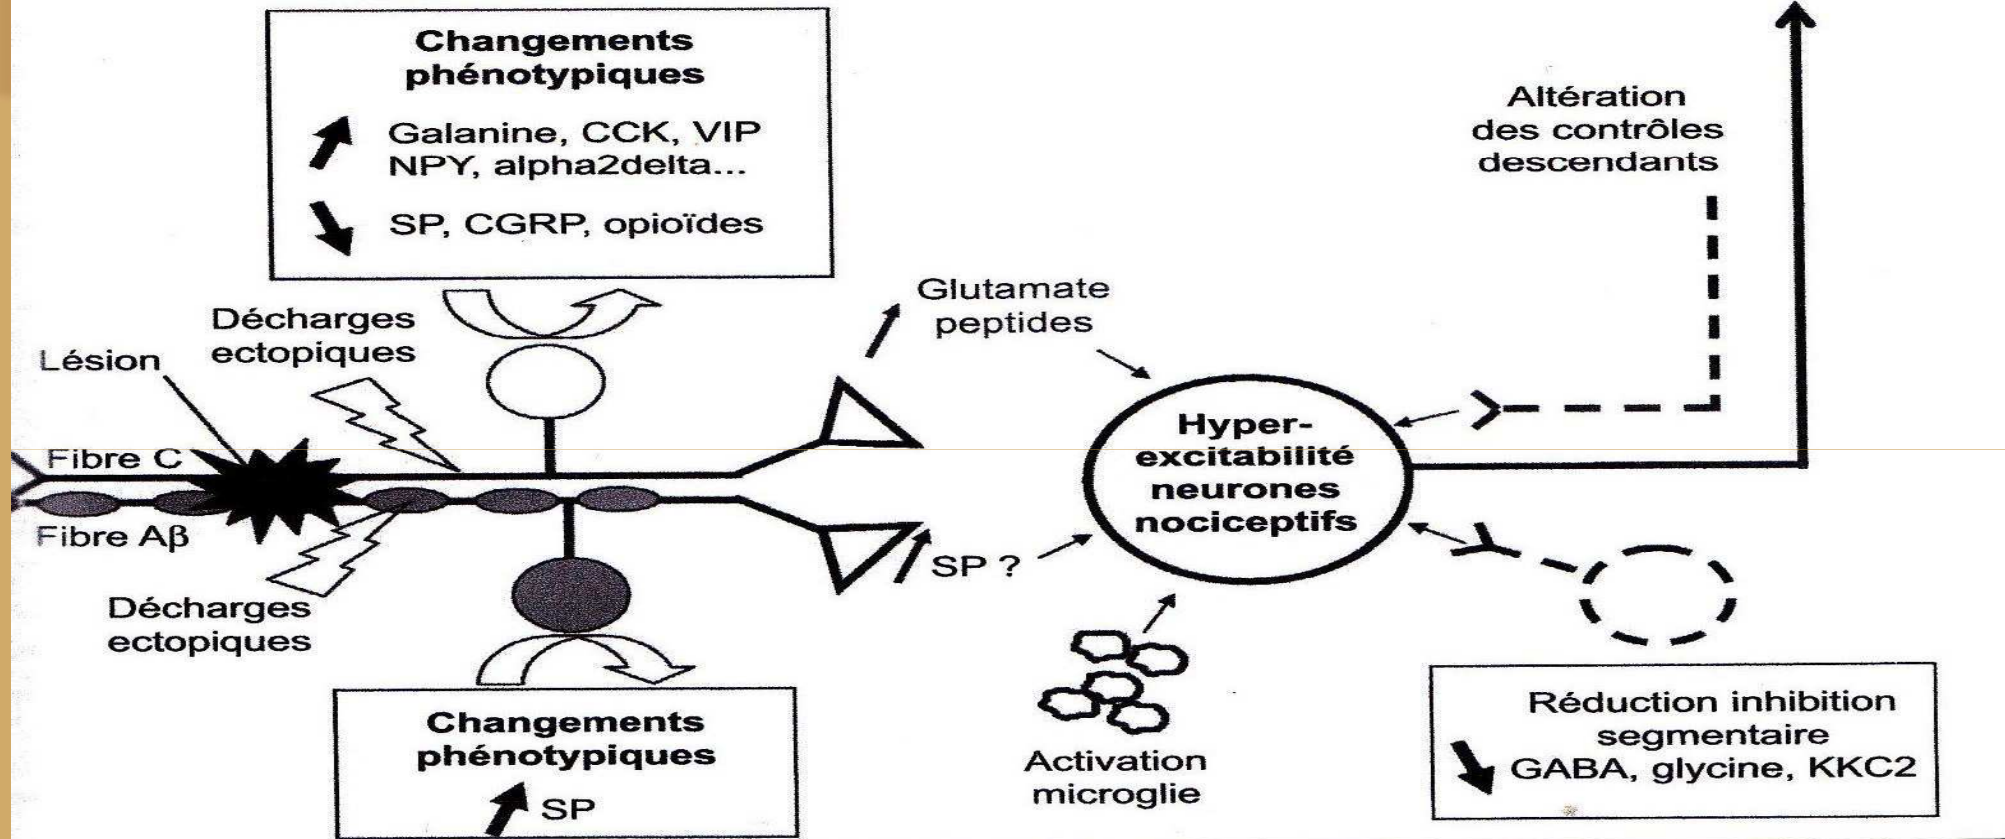 Changements
phénotypiques
Galanine, CCK, VIP
NPY, alpha2delta...
SP, CGRP, opioïdes
Altération
des contrôles
descendants
Glutamate
peptides
Décharges
ectopiques
Lésion
Fibre C
Fibre Aβ
Hyper-
excitabilité
neurones
nociceptifs
SP ?
Décharges
ectopiques
Changements
phénotypiques
SP
Activation
microglie
Réduction inhibition
segmentaire
GABA, glycine, KKC2